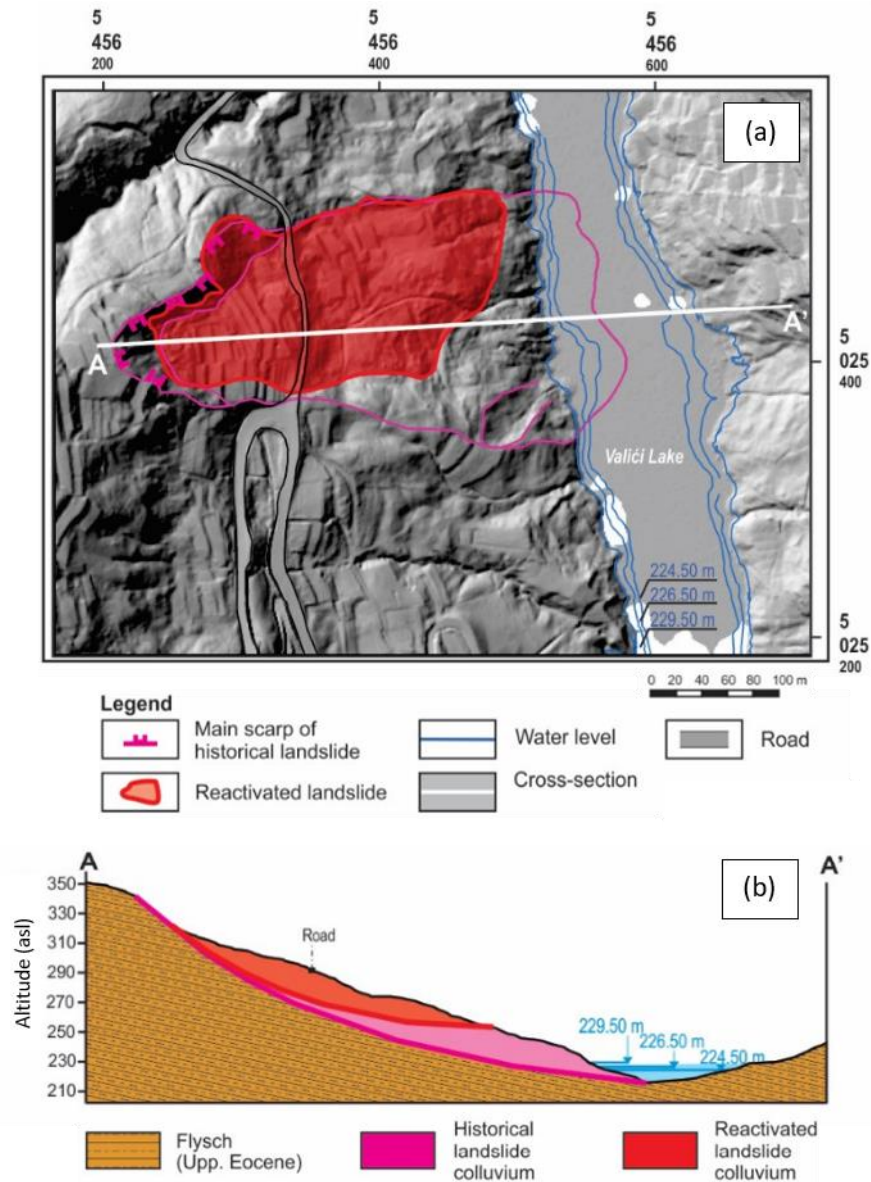 5
456
200
5
456
400
5
456
600
(a)
A
A'
5
025
400
Valići Lake
224.50 m
226.50 m
229.50 m
5
025
200
0 20 40 60 80 100 m
Legend
Main scarp of
historical landslide
Water level
Road
Reactivated landslide
Cross-section
A
A'
(b)
350
330
310
290
270
250
230
210
Altitude (asl)
Road
229.50 m
226.50 m
224.50 m
Flysch
(Upp. Eocene)
Historical
landslide
colluvium
Reactivated
landslide
colluvium